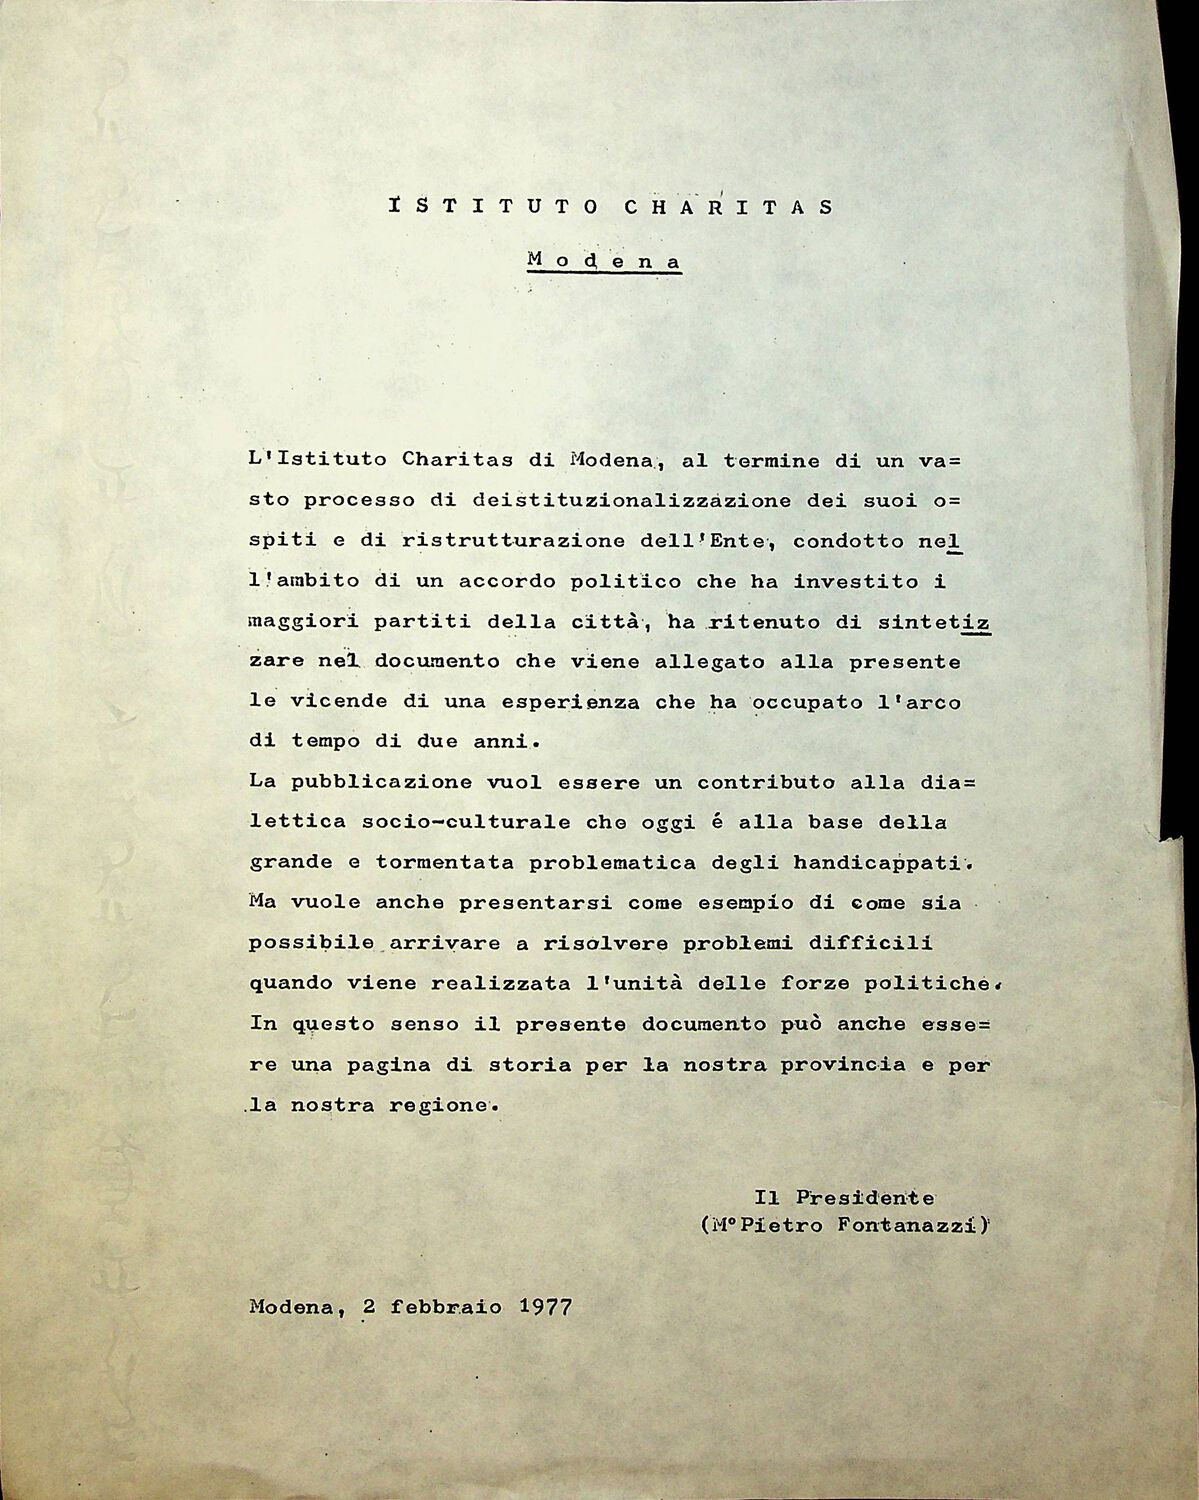 ISTITUTO CHARITAS
Modena
L'Istituto Charitas di Modena, al termine di un va=
sto processo di deistituzionalizzazione dei suoi o=
spiti e di ristrutturazione dell'Ente, condotto nel
l'ambito di un accordo politico che ha investito i
maggiori partiti della città, ha ritenuto di sintetiz
zare nel documento che viene allegato alla presente
le vicende di una esperienza che ha occupato l'arco
di tempo di due anni.
La pubblicazione vuol essere un contributo alla dia=
lettica socio-culturale che oggi é alla base della
grande e tormentata problematica degli handicappati.
Ma vuole anche presentarsi come esempio di come sia
possibile arrivare a risolvere problemi difficili
quando viene realizzata l'unità delle forze politiche.
In questo senso il presente documento può anche esse=
re una pagina di storia per la nostra provincia e per
la nostra regione.
Il Presidente
(M° Pietro Fontanazzi)
Modena, 2 febbraio 1977